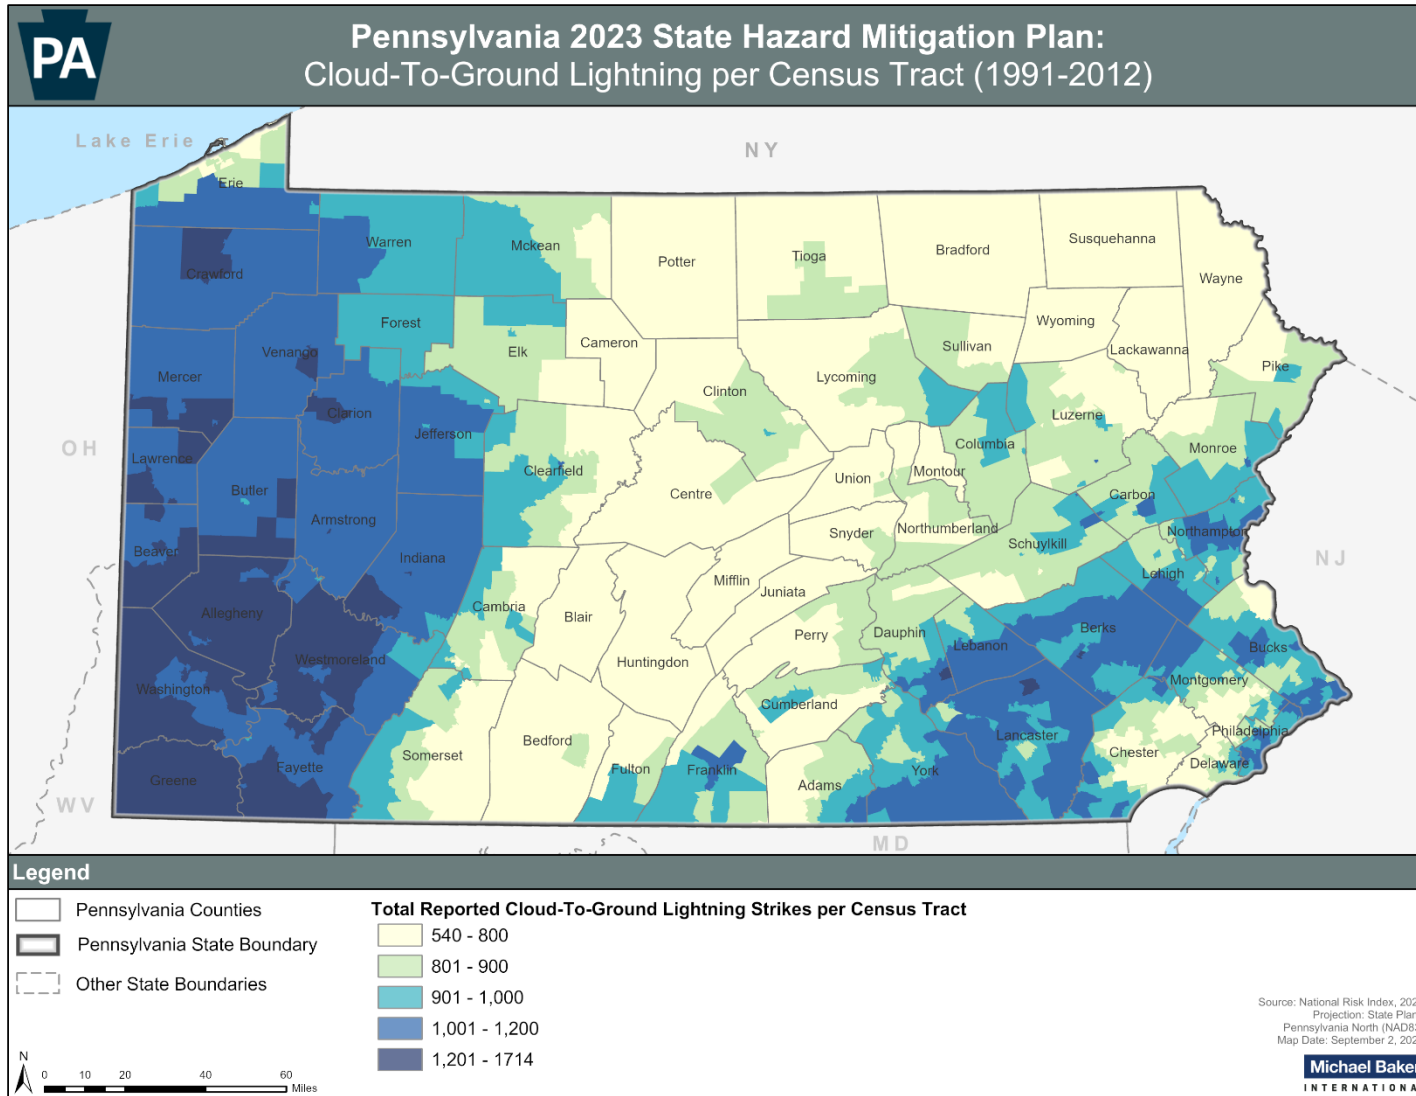 PA
Pennsylvania 2023 State Hazard Mitigation Plan:
Cloud-To-Ground Lightning per Census Tract (1991-2012)
Lake Erie
NY
Erie
Warren
Mckean
Potter
Tioga
Bradford
Susquehanna
Wayne
Crawford
Forest
Elk
Cameron
Sullivan
Wyoming
Lackawanna
Pike
Venango
Mercer
Clinton
Lycoming
Clarion
Jefferson
Luzerne
OH
Lawrence
Clearfield
Columbia
Monroe
Butler
Centre
Union
Montour
Carbon
Armstrong
Snyder
Northumberland
Northampton
Beaver
Indiana
Schuylkill
NJ
Lehigh
Mifflin
Juniata
Allegheny
Cambria
Blair
Perry
Dauphin
Lebanon
Berks
Westmoreland
Huntingdon
Bucks
Washington
Cumberland
Montgomery
Somerset
Bedford
Lancaster
Philadelphia
Chester
Greene
Fayette
Fulton
Franklin
Adams
York
Delaware
WV
MD
Legend
Pennsylvania Counties
Pennsylvania State Boundary
Other State Boundaries
Total Reported Cloud-To-Ground Lightning Strikes per Census Tract
540 - 800
801 - 900
901 - 1,000
1,001 - 1,200
1,201 - 1714
N
0 10 20 40 60
Miles
Source: National Risk Index, 202
Projection: State Plan
Pennsylvania North (NAD83
Map Date: September 2, 202
Michael Baker
INTERNATIONA